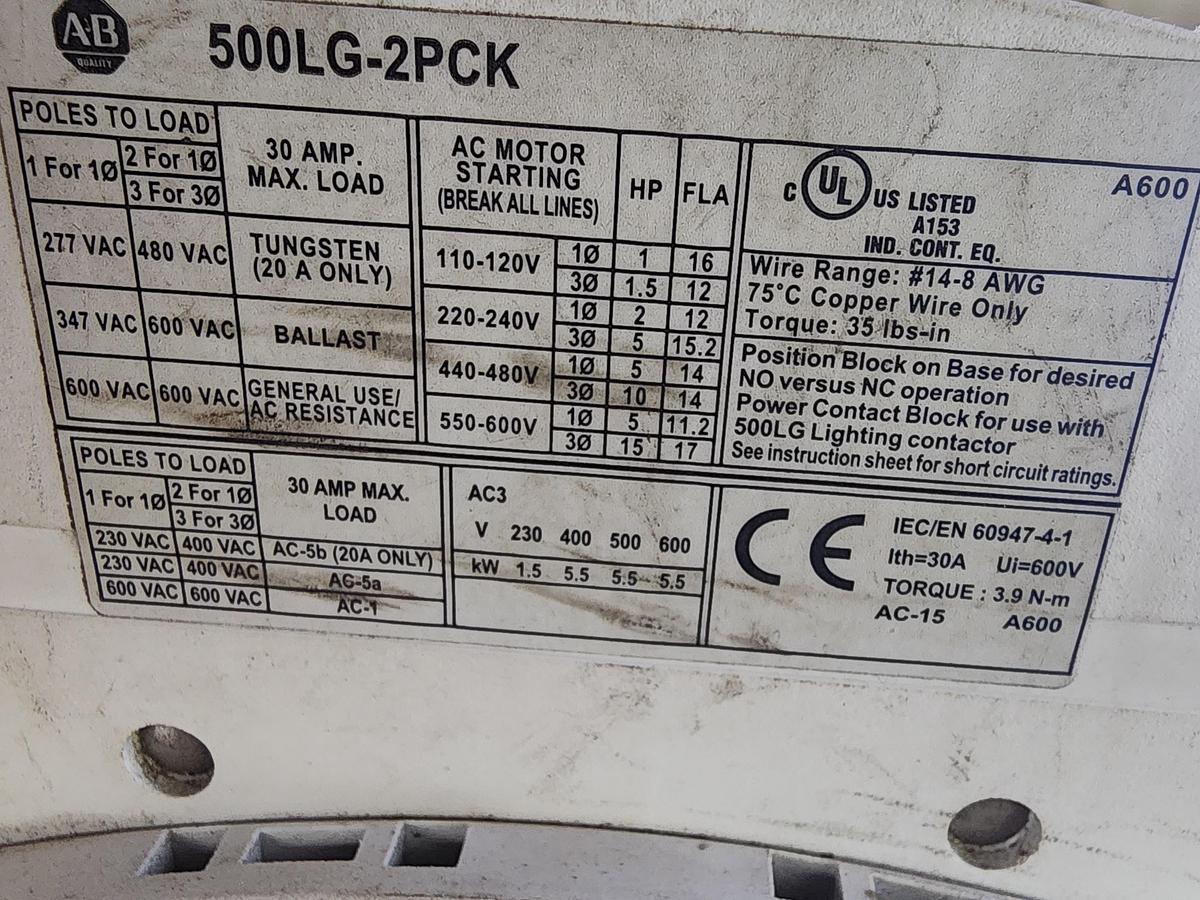 AB
QUALITY
500LG-2PCK
POLES TO LOAD
1 For 1Ø
2 For 1Ø
3 For 3Ø
30 AMP.
MAX. LOAD
277 VAC 480 VAC TUNGSTEN
(20 A ONLY)
347 VAC 600 VAC BALLAST
600 VAC 600 VAC GENERAL USE/
AC RESISTANCE
AC MOTOR
STARTING
(BREAK ALL LINES)
HP FLA
110-120V 1Ø 1 16
3Ø 1.5 12
220-240V 1Ø 2 12
3Ø 5 15.2
440-480V 1Ø 5 14
3Ø 10 14
550-600V 1Ø 5 11.2
3Ø 15 17
C UL US LISTED
A600
A153
IND. CONT. EQ.
Wire Range: #14-8 AWG
75°C Copper Wire Only
Torque: 35 lbs-in
Position Block on Base for desired
NO versus NC operation
Power Contact Block for use with
500LG Lighting contactor
See instruction sheet for short circuit ratings.
POLES TO LOAD
1 For 1Ø
2 For 1Ø
3 For 3Ø
30 AMP MAX.
LOAD
230 VAC 400 VAC AC-5b (20A ONLY)
230 VAC 400 VAC AC-5a
600 VAC 600 VAC AC-1
AC3
V 230 400 500 600
kW 1.5 5.5 5.5 5.5
CE
IEC/EN 60947-4-1
Ith=30A Ui=600V
TORQUE : 3.9 N-m
AC-15 A600